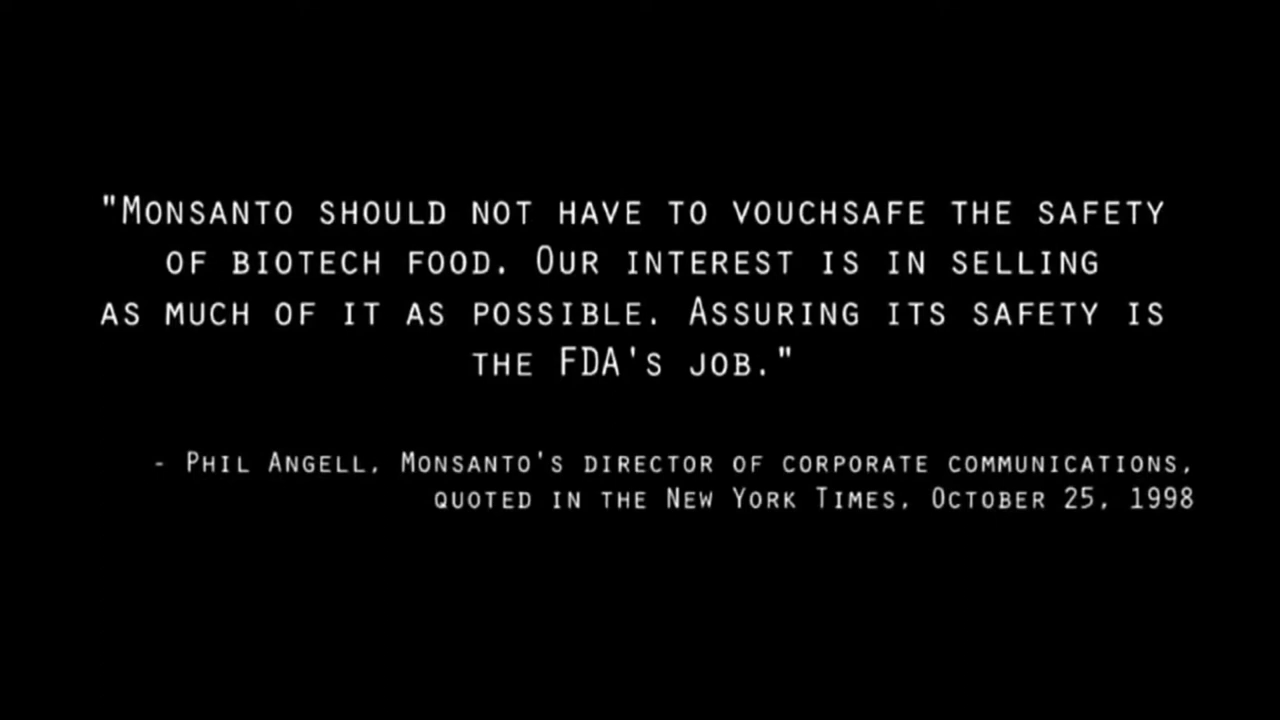 "Monsanto should not have to vouchsafe the safety
of biotech food. Our interest is in selling
as much of it as possible. Assuring its safety is
the FDA's job."
- Phil Angell, Monsanto's director of corporate communications,
quoted in the New York Times, October 25, 1998